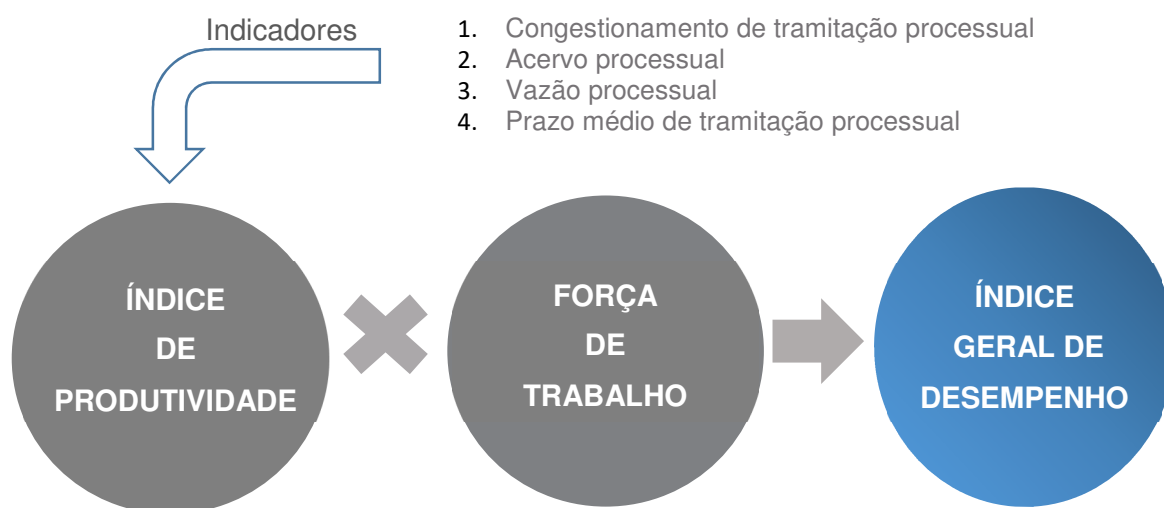 Indicadores
1. Congestionamento de tramitação processual
2. Acervo processual
3. Vazão processual
4. Prazo médio de tramitação processual
ÍNDICE
DE
PRODUTIVIDADE
FORÇA
DE
TRABALHO
ÍNDICE
GERAL DE
DESEMPENHO